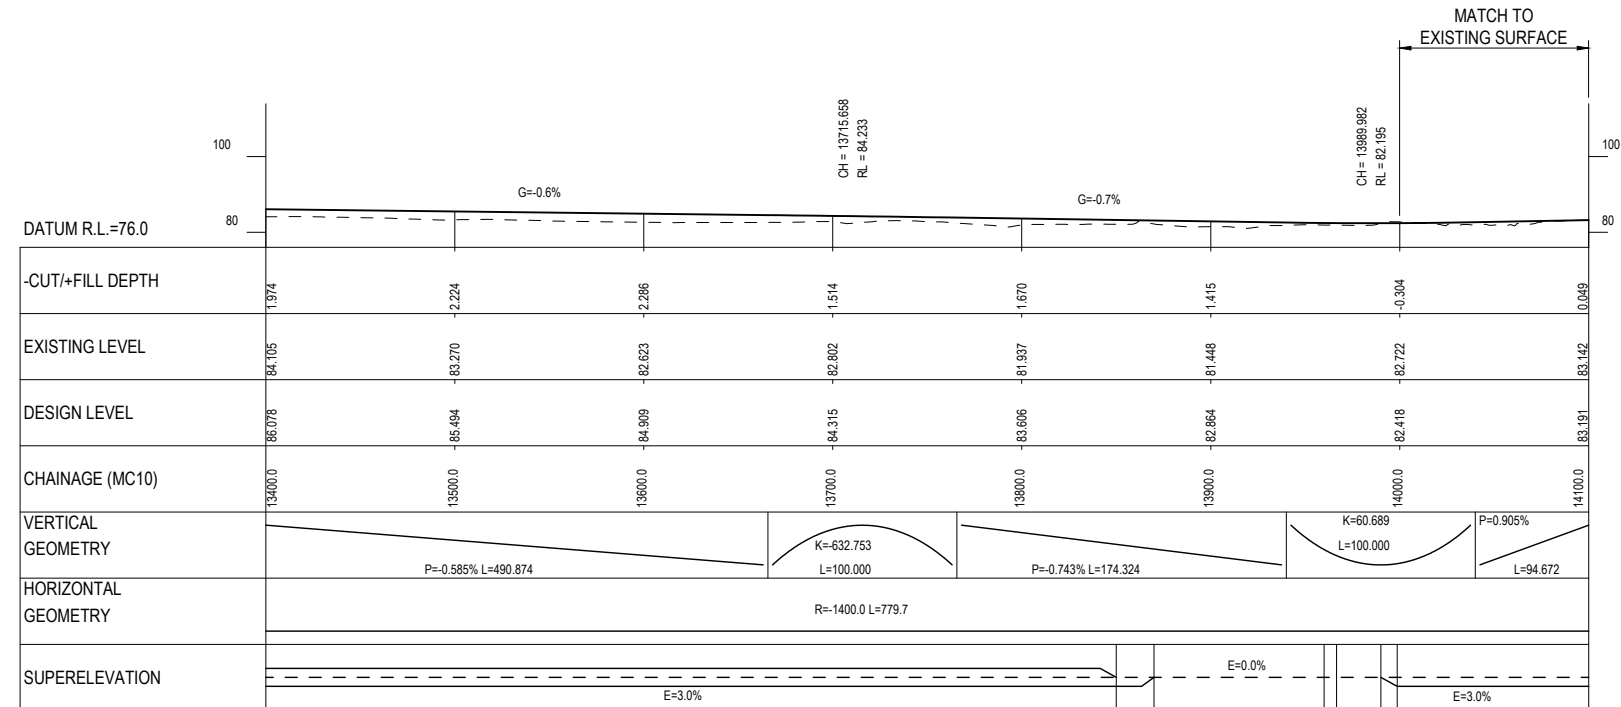 MATCH TO
EXISTING SURFACE
CH = 13715.658
RL = 84.233
CH = 13989.982
RL = 82.195
100
100
G=-0.6%
G=-0.7%
80
80
DATUM R.L.=76.0
-CUT/+FILL DEPTH
1.974
2.224
2.286
1.514
1.670
1.415
-0.304
0.049
EXISTING LEVEL
84.105
83.270
82.623
82.802
81.937
81.448
82.722
83.142
DESIGN LEVEL
86.078
85.494
84.909
84.315
83.606
82.864
82.418
83.191
CHAINAGE (MC10)
13400.0
13500.0
13600.0
13700.0
13800.0
13900.0
14000.0
14100.0
VERTICAL
GEOMETRY
P=-0.585% L=490.874
K=-632.753
L=100.000
P=-0.743% L=174.324
K=60.689
L=100.000
P=0.905%
L=94.672
HORIZONTAL
GEOMETRY
R=-1400.0 L=779.7
SUPERELEVATION
E=3.0%
E=0.0%
E=3.0%